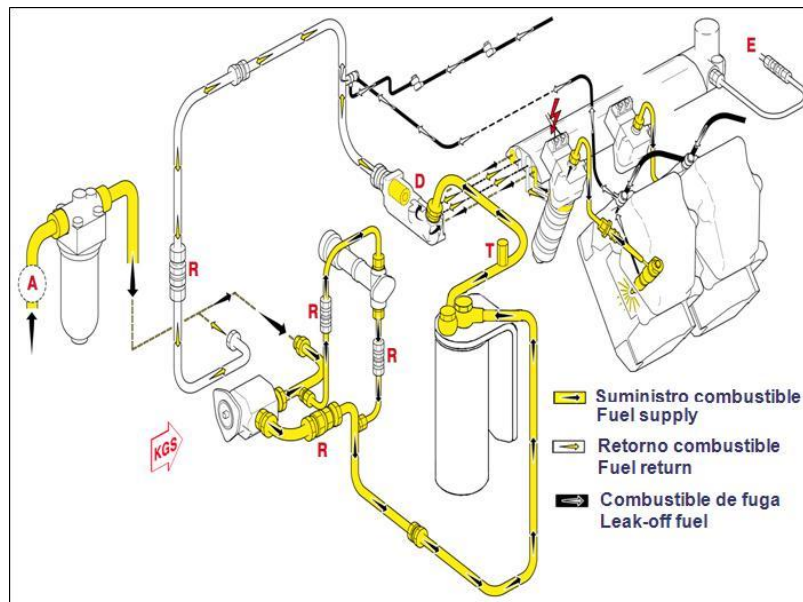 E
D
A
R
T
R
R
R
KGS
Suministro combustible
Fuel supply
Retorno combustible
Fuel return
Combustible de fuga
Leak-off fuel